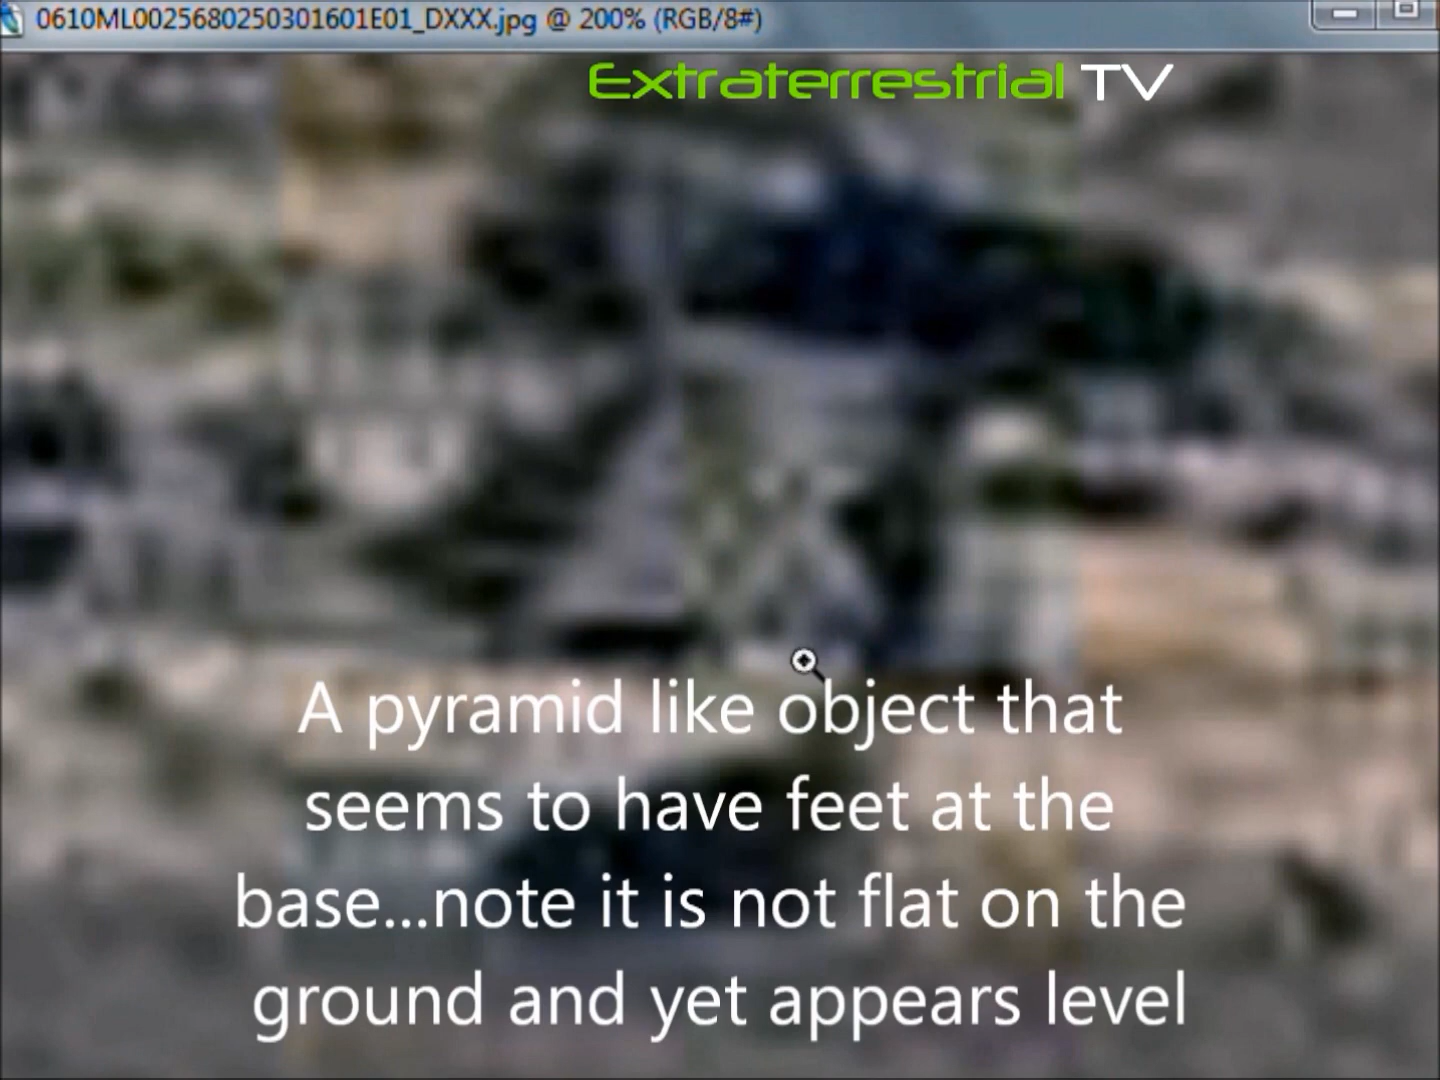 0610ML0025680250301601E01_DXXX.jpg @ 200% (RGB/8#)
Extraterrestrial TV
A pyramid like object that
seems to have feet at the
base...note it is not flat on the
ground and yet appears level